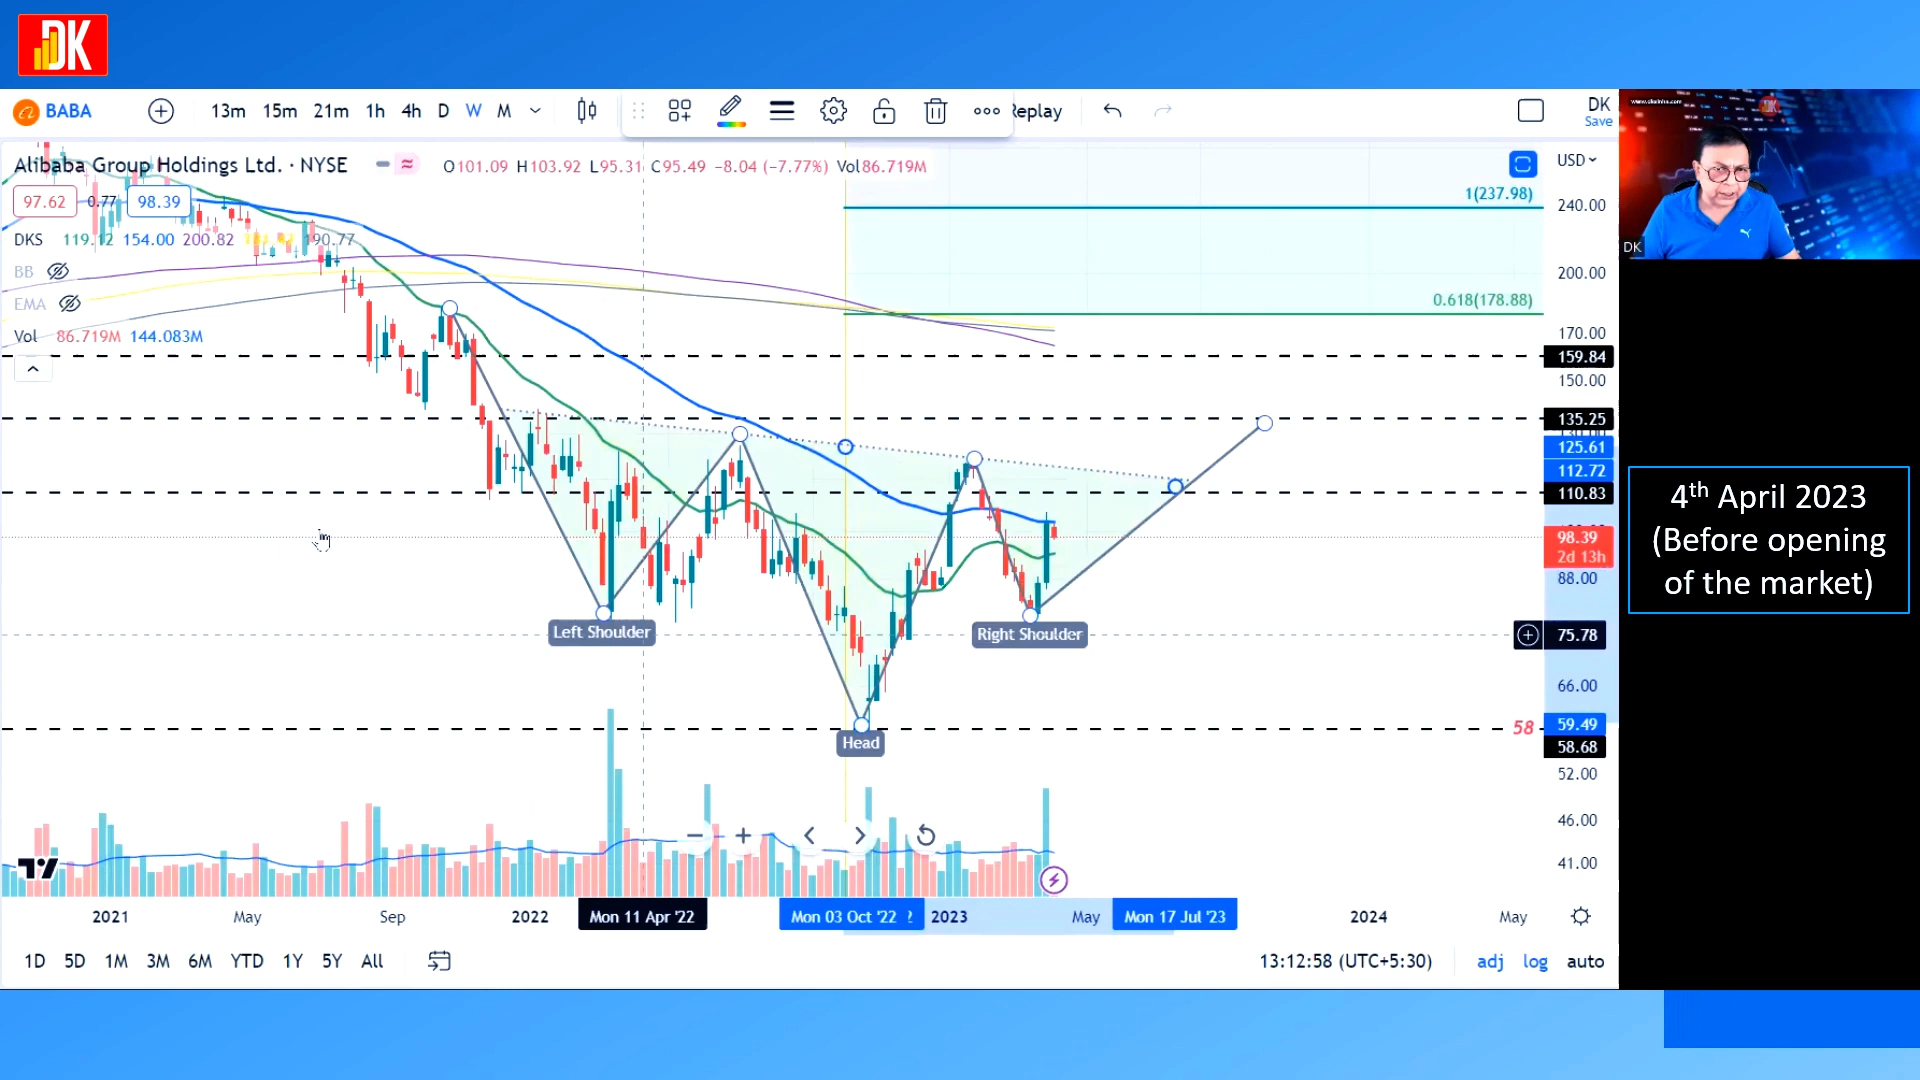 DK
BABA
13m 15m 21m 1h 4h D W M
Replay
DK
Save
Alibaba Group Holdings Ltd. · NYSE
O101.09 H103.92 L95.31 C95.49 −8.04 (−7.77%) Vol86.719M
USD
97.62 0.77 98.39
DKS 119.12 154.00 200.82 190.77
BB
EMA
Vol 86.719M 144.083M
1(237.98)
0.618(178.88)
240.00
200.00
170.00
159.84
150.00
135.25
125.61
112.72
110.83
98.39
2d 13h
88.00
75.78
66.00
58
59.49
58.68
52.00
46.00
41.00
Left Shoulder
Right Shoulder
Head
2021 May Sep 2022 Mon 11 Apr '22 Mon 03 Oct '22 2023 May Mon 17 Jul '23 2024 May
1D 5D 1M 3M 6M YTD 1Y 5Y All
13:12:58 (UTC+5:30)
adj log auto
DK
4th April 2023
(Before opening
of the market)